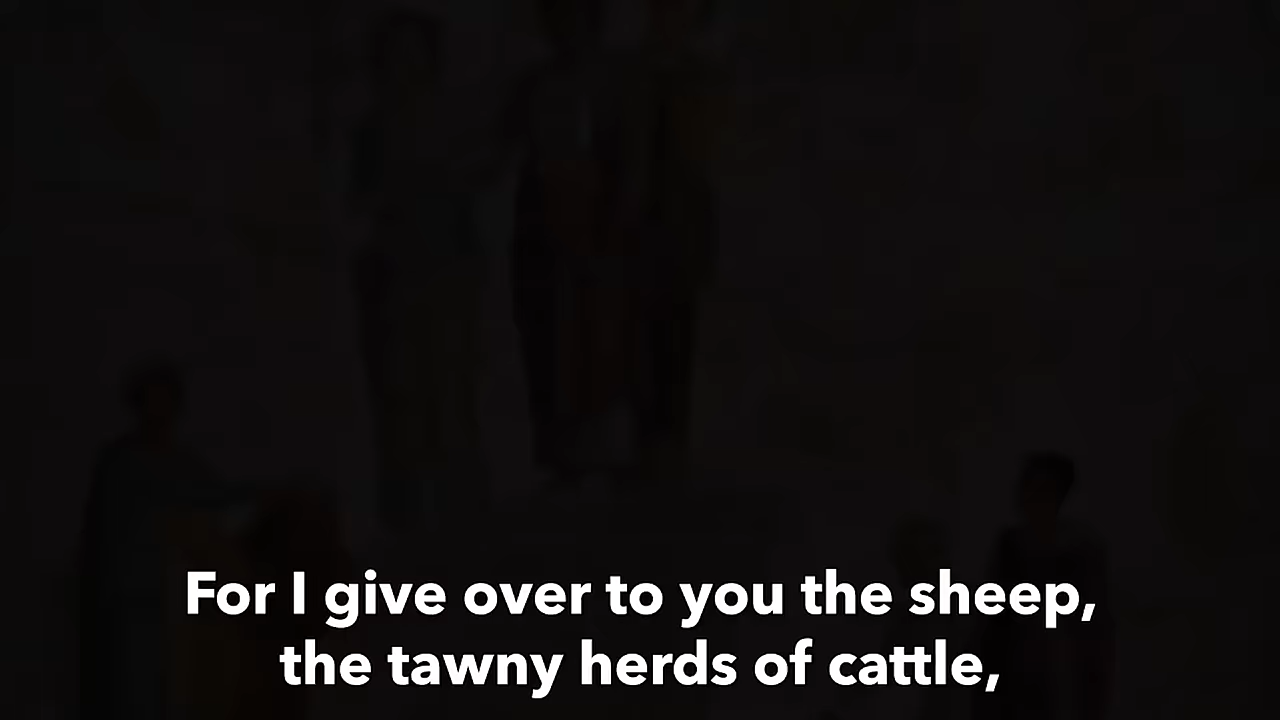 For I give over to you the sheep,
the tawny herds of cattle,